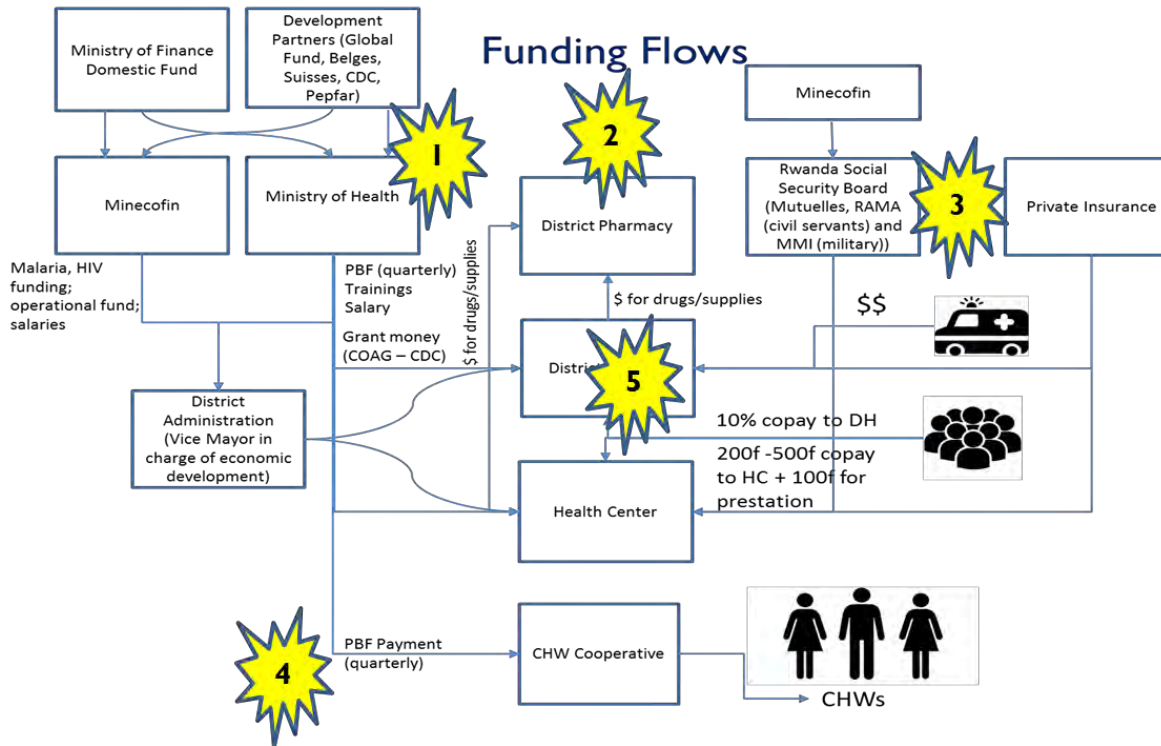 Funding Flows
Ministry of Finance
Domestic Fund
Development
Partners (Global
Fund, Belges,
Suisses, CDC,
Pepfar)
Minecofin
1
2
Minecofin
Ministry of Health
District Pharmacy
Rwanda Social
Security Board
(Mutuelles, RAMA
(civil servants) and
MMI (military))
3
Private Insurance
Malaria, HIV
funding;
operational fund;
salaries
PBF (quarterly)
Trainings
Salary
Grant money
(COAG – CDC)
$ for drugs/supplies
$ for drugs/supplies
$$
District
5
District
Administration
(Vice Mayor in
charge of economic
development)
10% copay to DH
200f -500f copay
to HC + 100f for
prestation
Health Center
4
PBF Payment
(quarterly)
CHW Cooperative
CHWs